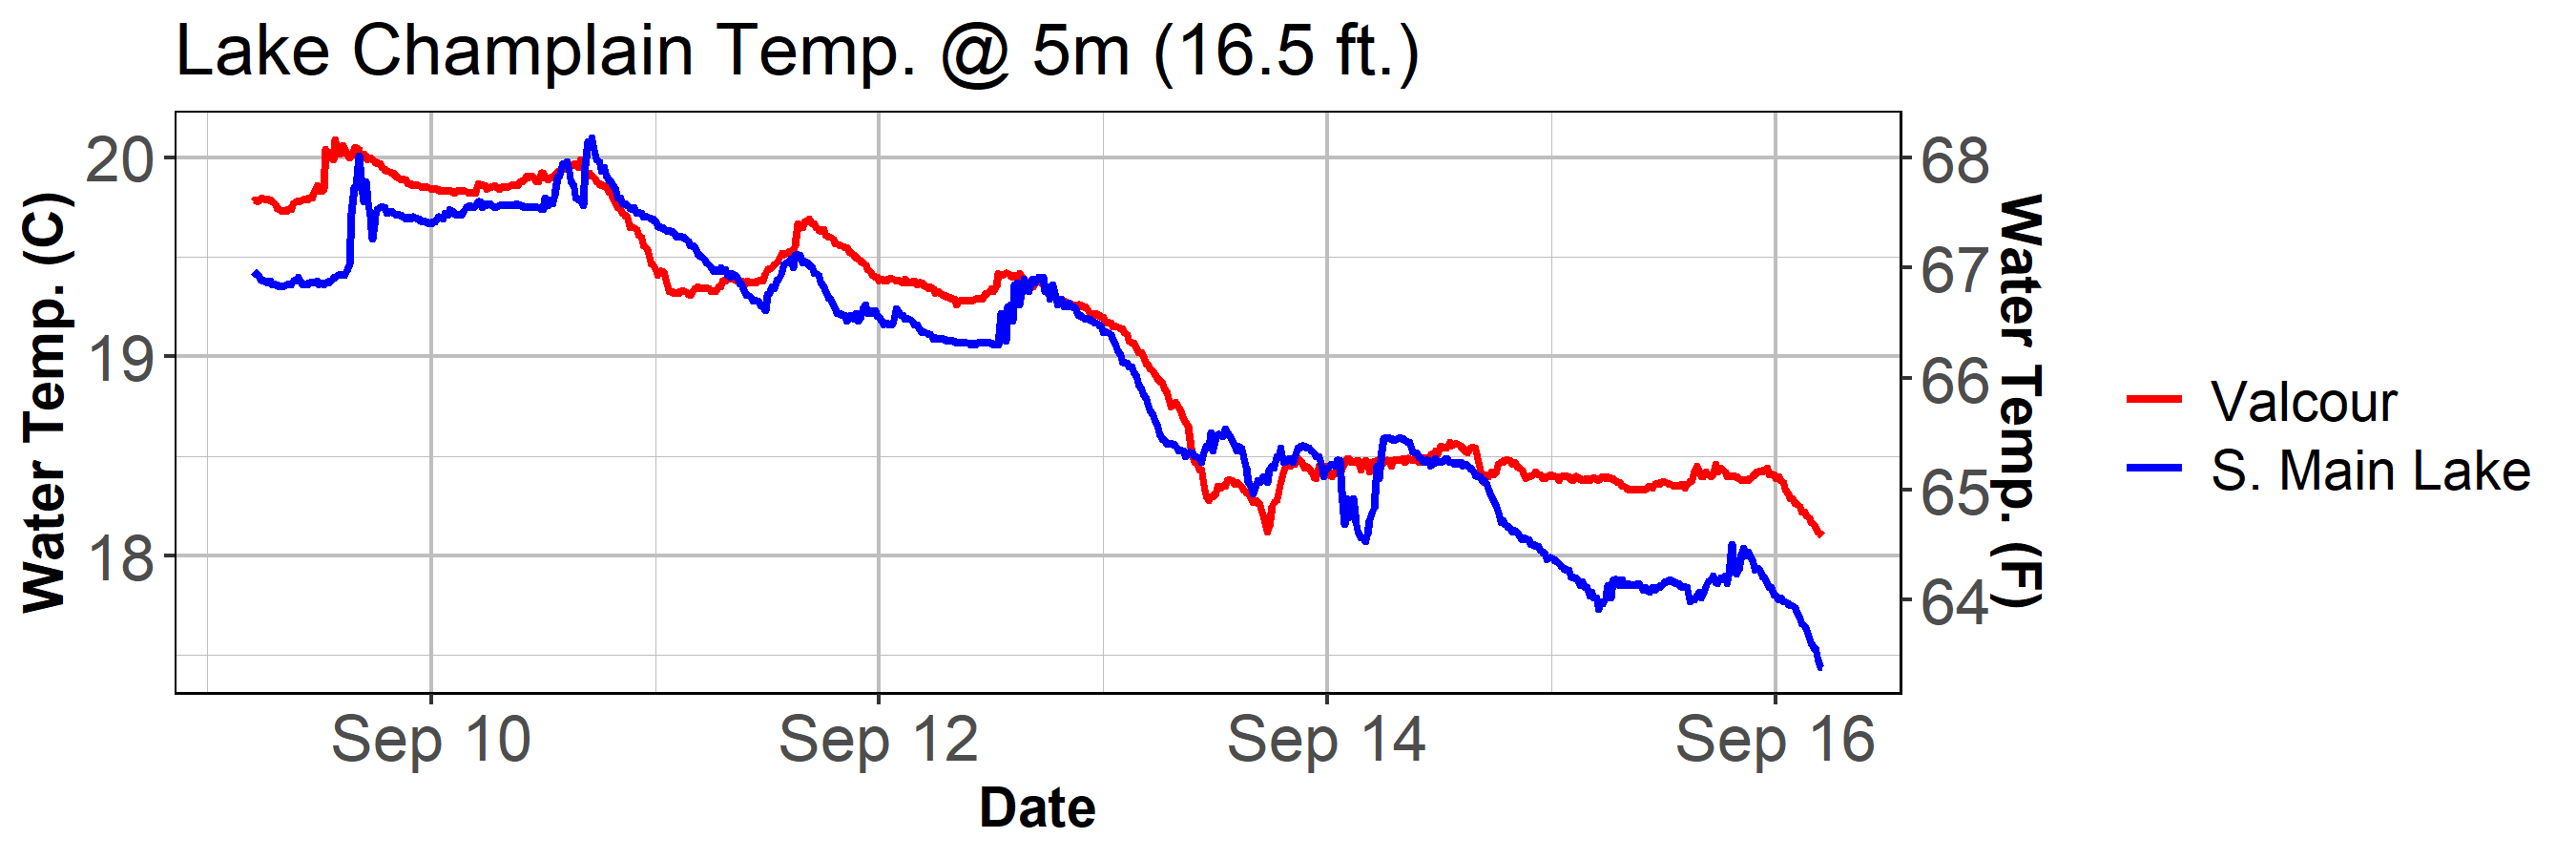 Lake Champlain Temp. @ 5m (16.5 ft.)
Water Temp. (C)
20
19
18
68
67
66
65
64
Water Temp. (F)
Valcour
S. Main Lake
Sep 10
Sep 12
Sep 14
Sep 16
Date